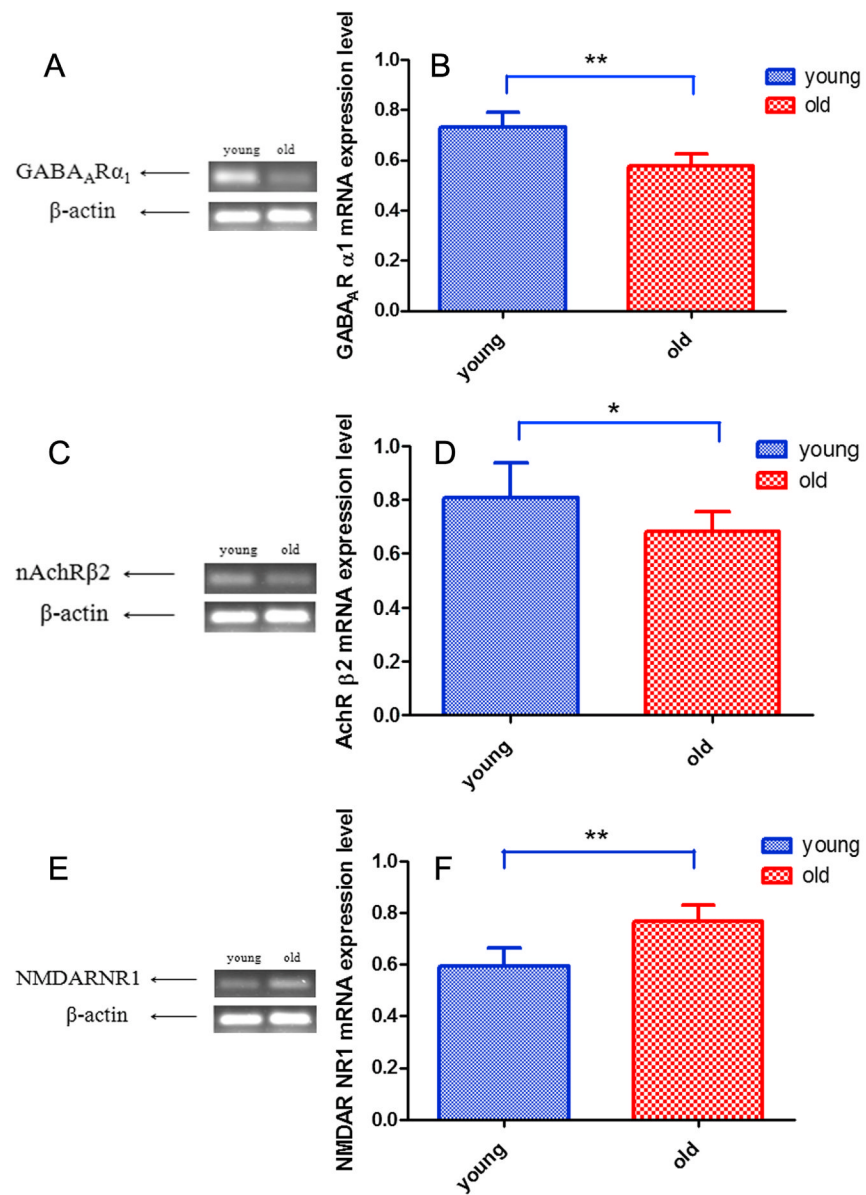 A
young old
GABA_ARα_1
β-actin
B
GABA_AR α1 mRNA expression level
1.0
0.8
0.6
0.4
0.2
0.0
**
young
old
young
old
C
young old
nAchRβ2
β-actin
D
AchR β2 mRNA expression level
1.0
0.8
0.6
0.4
0.2
0.0
*
young
old
young
old
E
young old
NMDARNR1
β-actin
F
NMDAR NR1 mRNA expression level
1.0
0.8
0.6
0.4
0.2
0.0
**
young
old
young
old